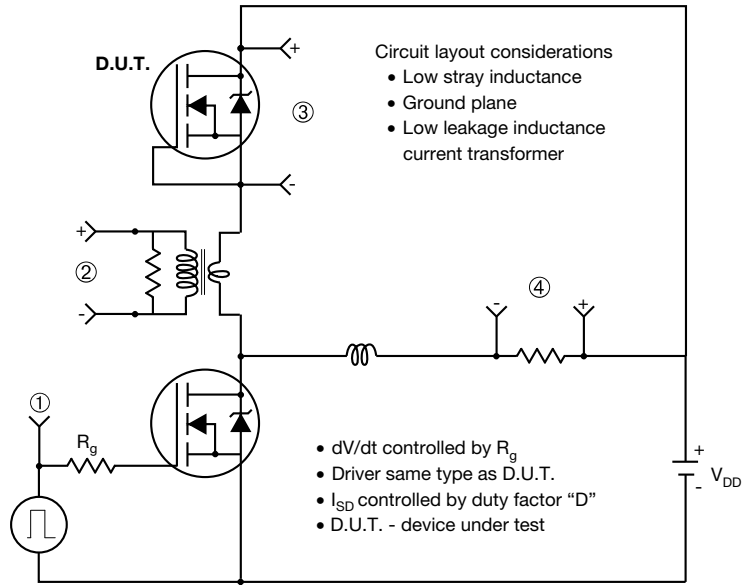 D.U.T.
+
Circuit layout considerations
• Low stray inductance
• Ground plane
• Low leakage inductance
current transformer
③
-
+
②
-
④
- +
①
Rg
• dV/dt controlled by Rg
• Driver same type as D.U.T.
• ISD controlled by duty factor “D”
• D.U.T. - device under test
+
VDD
-